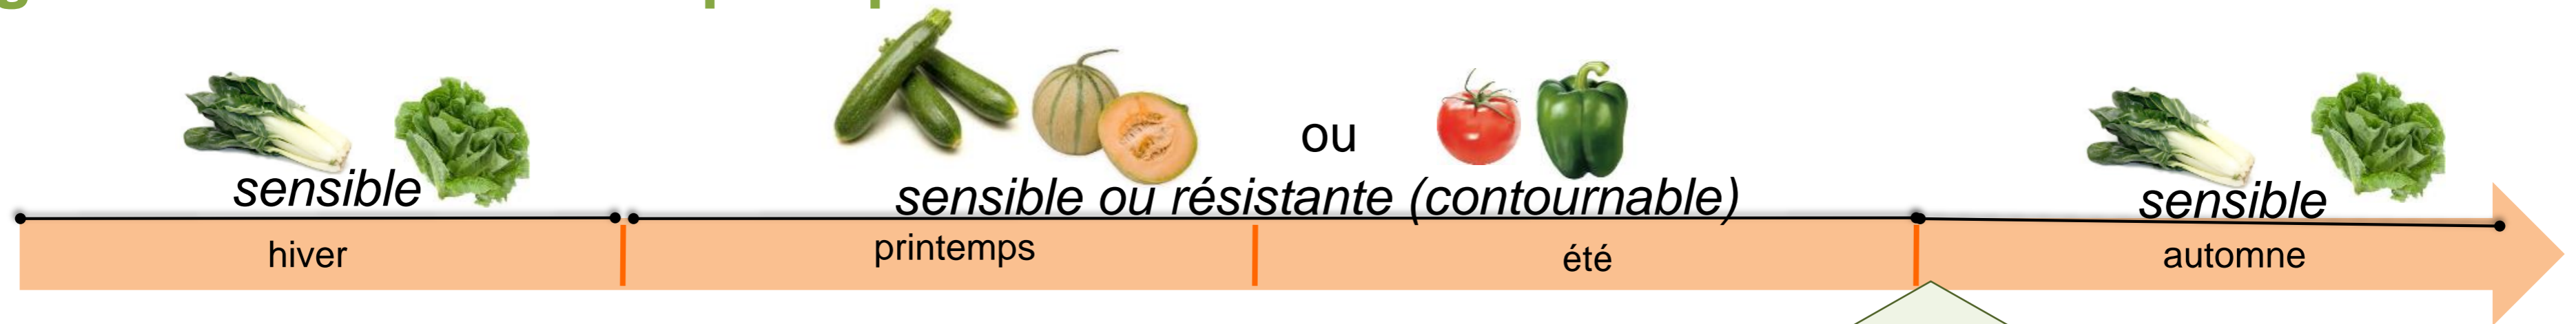 ou
sensible
sensible ou résistante (contournable)
sensible
hiver
printemps
été
automne